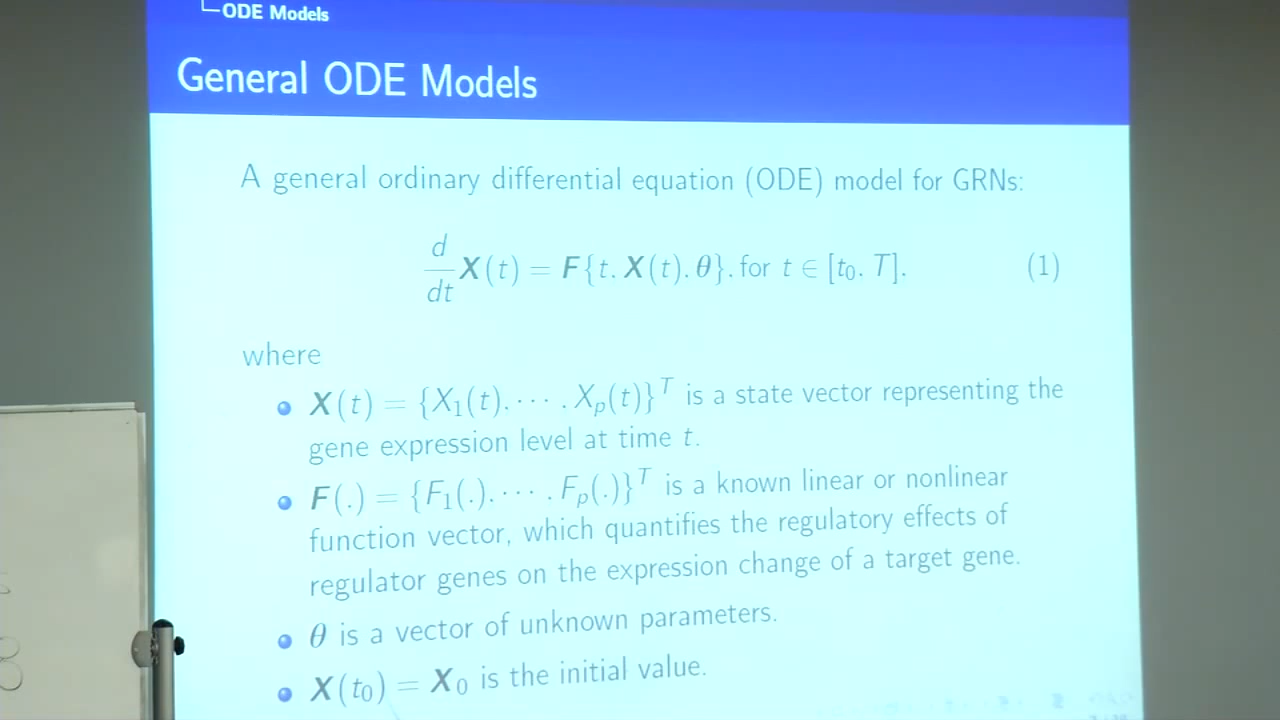 ODE Models
General ODE Models
A general ordinary differential equation (ODE) model for GRNs:
d/dt X(t) = F{t, X(t), θ}, for t ∈ [t₀, T], (1)
where
X(t) = {X₁(t), ⋯ , Xₚ(t)}ᵀ is a state vector representing the
gene expression level at time t.
F(.) = {F₁(.), ⋯ , Fₚ(.)}ᵀ is a known linear or nonlinear
function vector, which quantifies the regulatory effects of
regulator genes on the expression change of a target gene.
θ is a vector of unknown parameters.
X(t₀) = X₀ is the initial value.